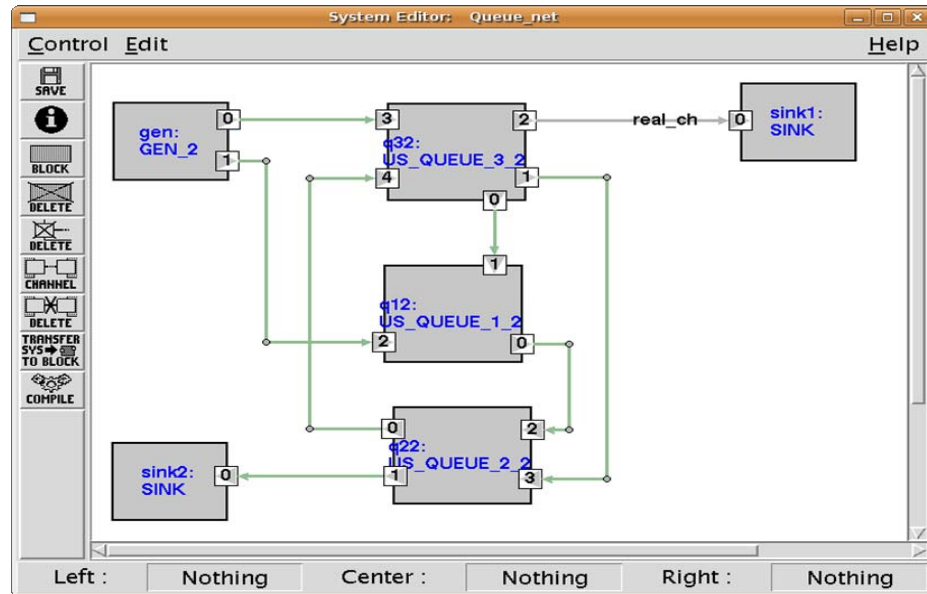 System Editor: Queue_net
Control Edit Help
SAVE
BLOCK
DELETE
DELETE
CHANNEL
DELETE
TRANSFER
SYS
TO BLOCK
COMPILE
gen:
GEN_2
0
1
3
4
q32:
US_QUEUE_3_2
2
1
0
real_ch
0
sink1:
SINK
1
q12:
US_QUEUE_1_2
2
0
0
q22:
US_QUEUE_2_2
1
2
3
sink2:
SINK
0
Left : Nothing Center : Nothing Right : Nothing